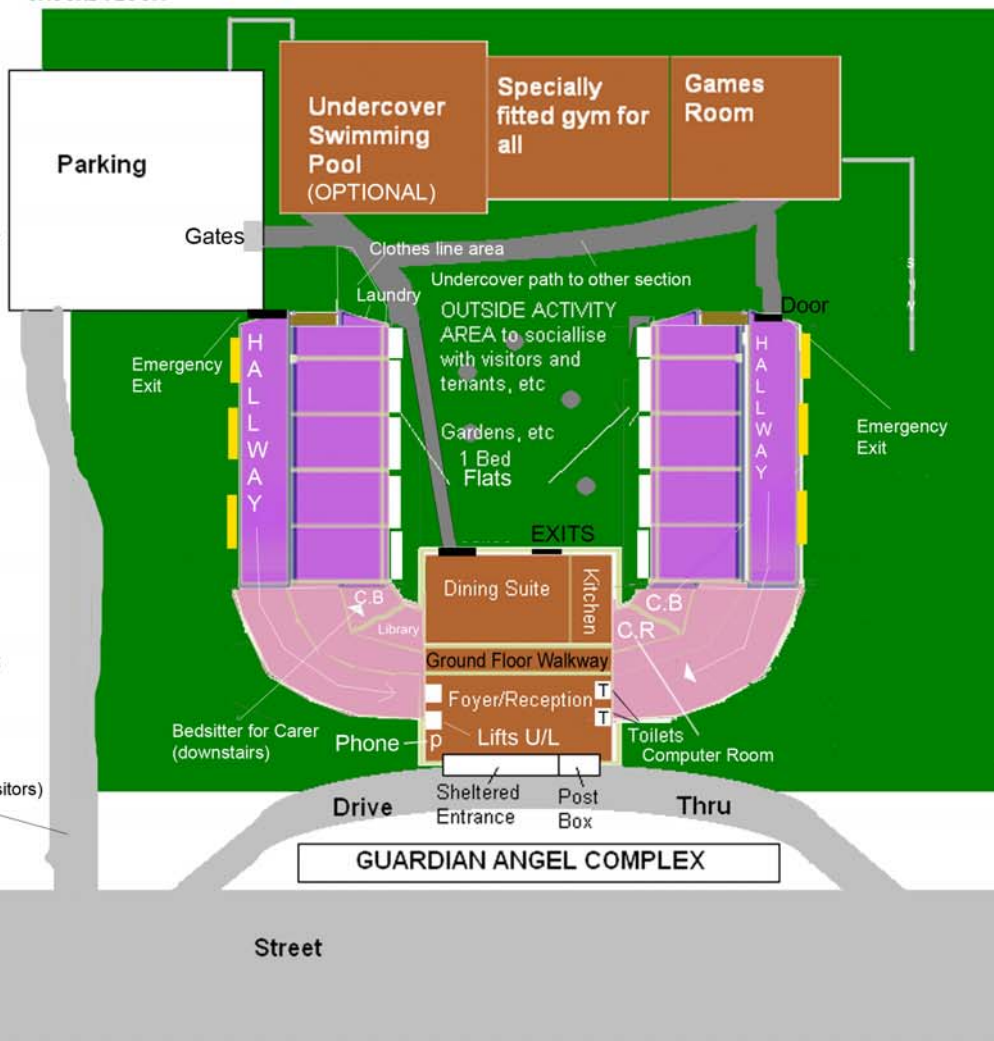 Undercover
Swimming
Pool
(OPTIONAL)
Specially
fitted gym for
all
Games
Room
Parking
Gates
Clothes line area
Undercover path to other section
Laundry
OUTSIDE ACTIVITY
AREA to sociallise
with visitors and
tenants, etc
Door
Emergency
Exit
HALLWAY
HALLWAY
Emergency
Exit
Gardens, etc
1 Bed
Flats
EXITS
Dining Suite
Kitchen
C.B
Library
C.B
C.R
Ground Floor Walkway
Foyer/Reception
T
T
Lifts U/L
Bedsitter for Carer
(downstairs)
Phone
p
Toilets
Computer Room
Sheltered
Entrance
Post
Box
Drive
Thru
GUARDIAN ANGEL COMPLEX
Street